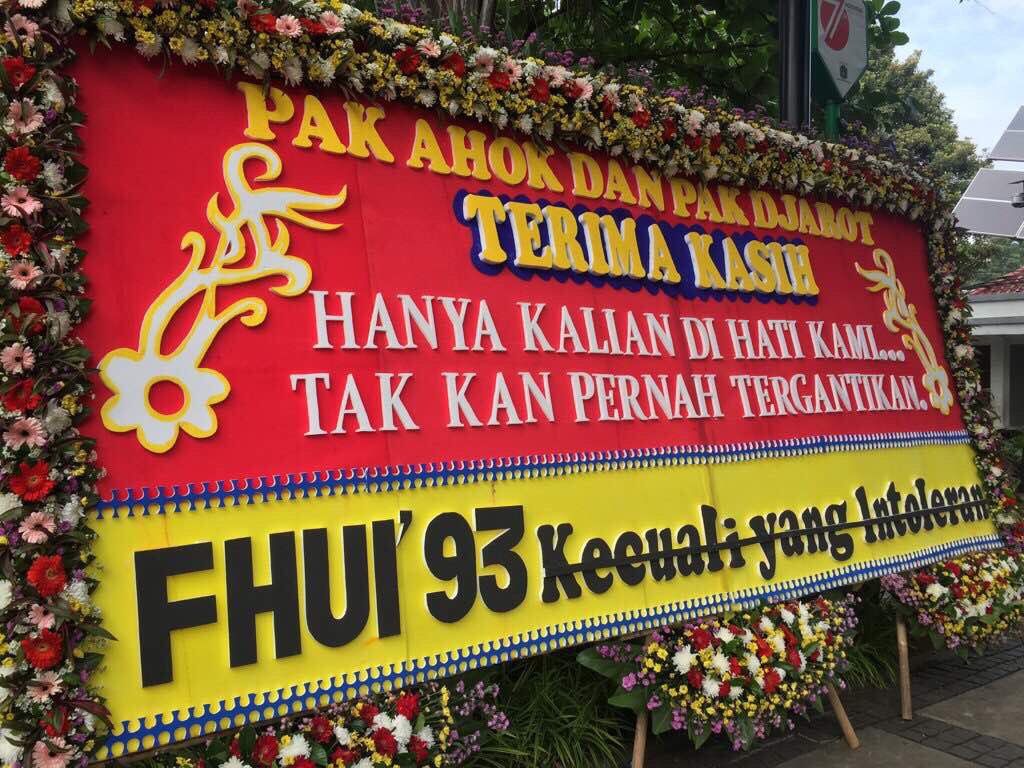 PAK AHOK DAN PAK DJAROT
TERIMA KASIH
HANYA KALIAN DI HATI KAMI...
TAK KAN PERNAH TERGANTIKAN.
FHUI'93 Kecuali yang Intoleran